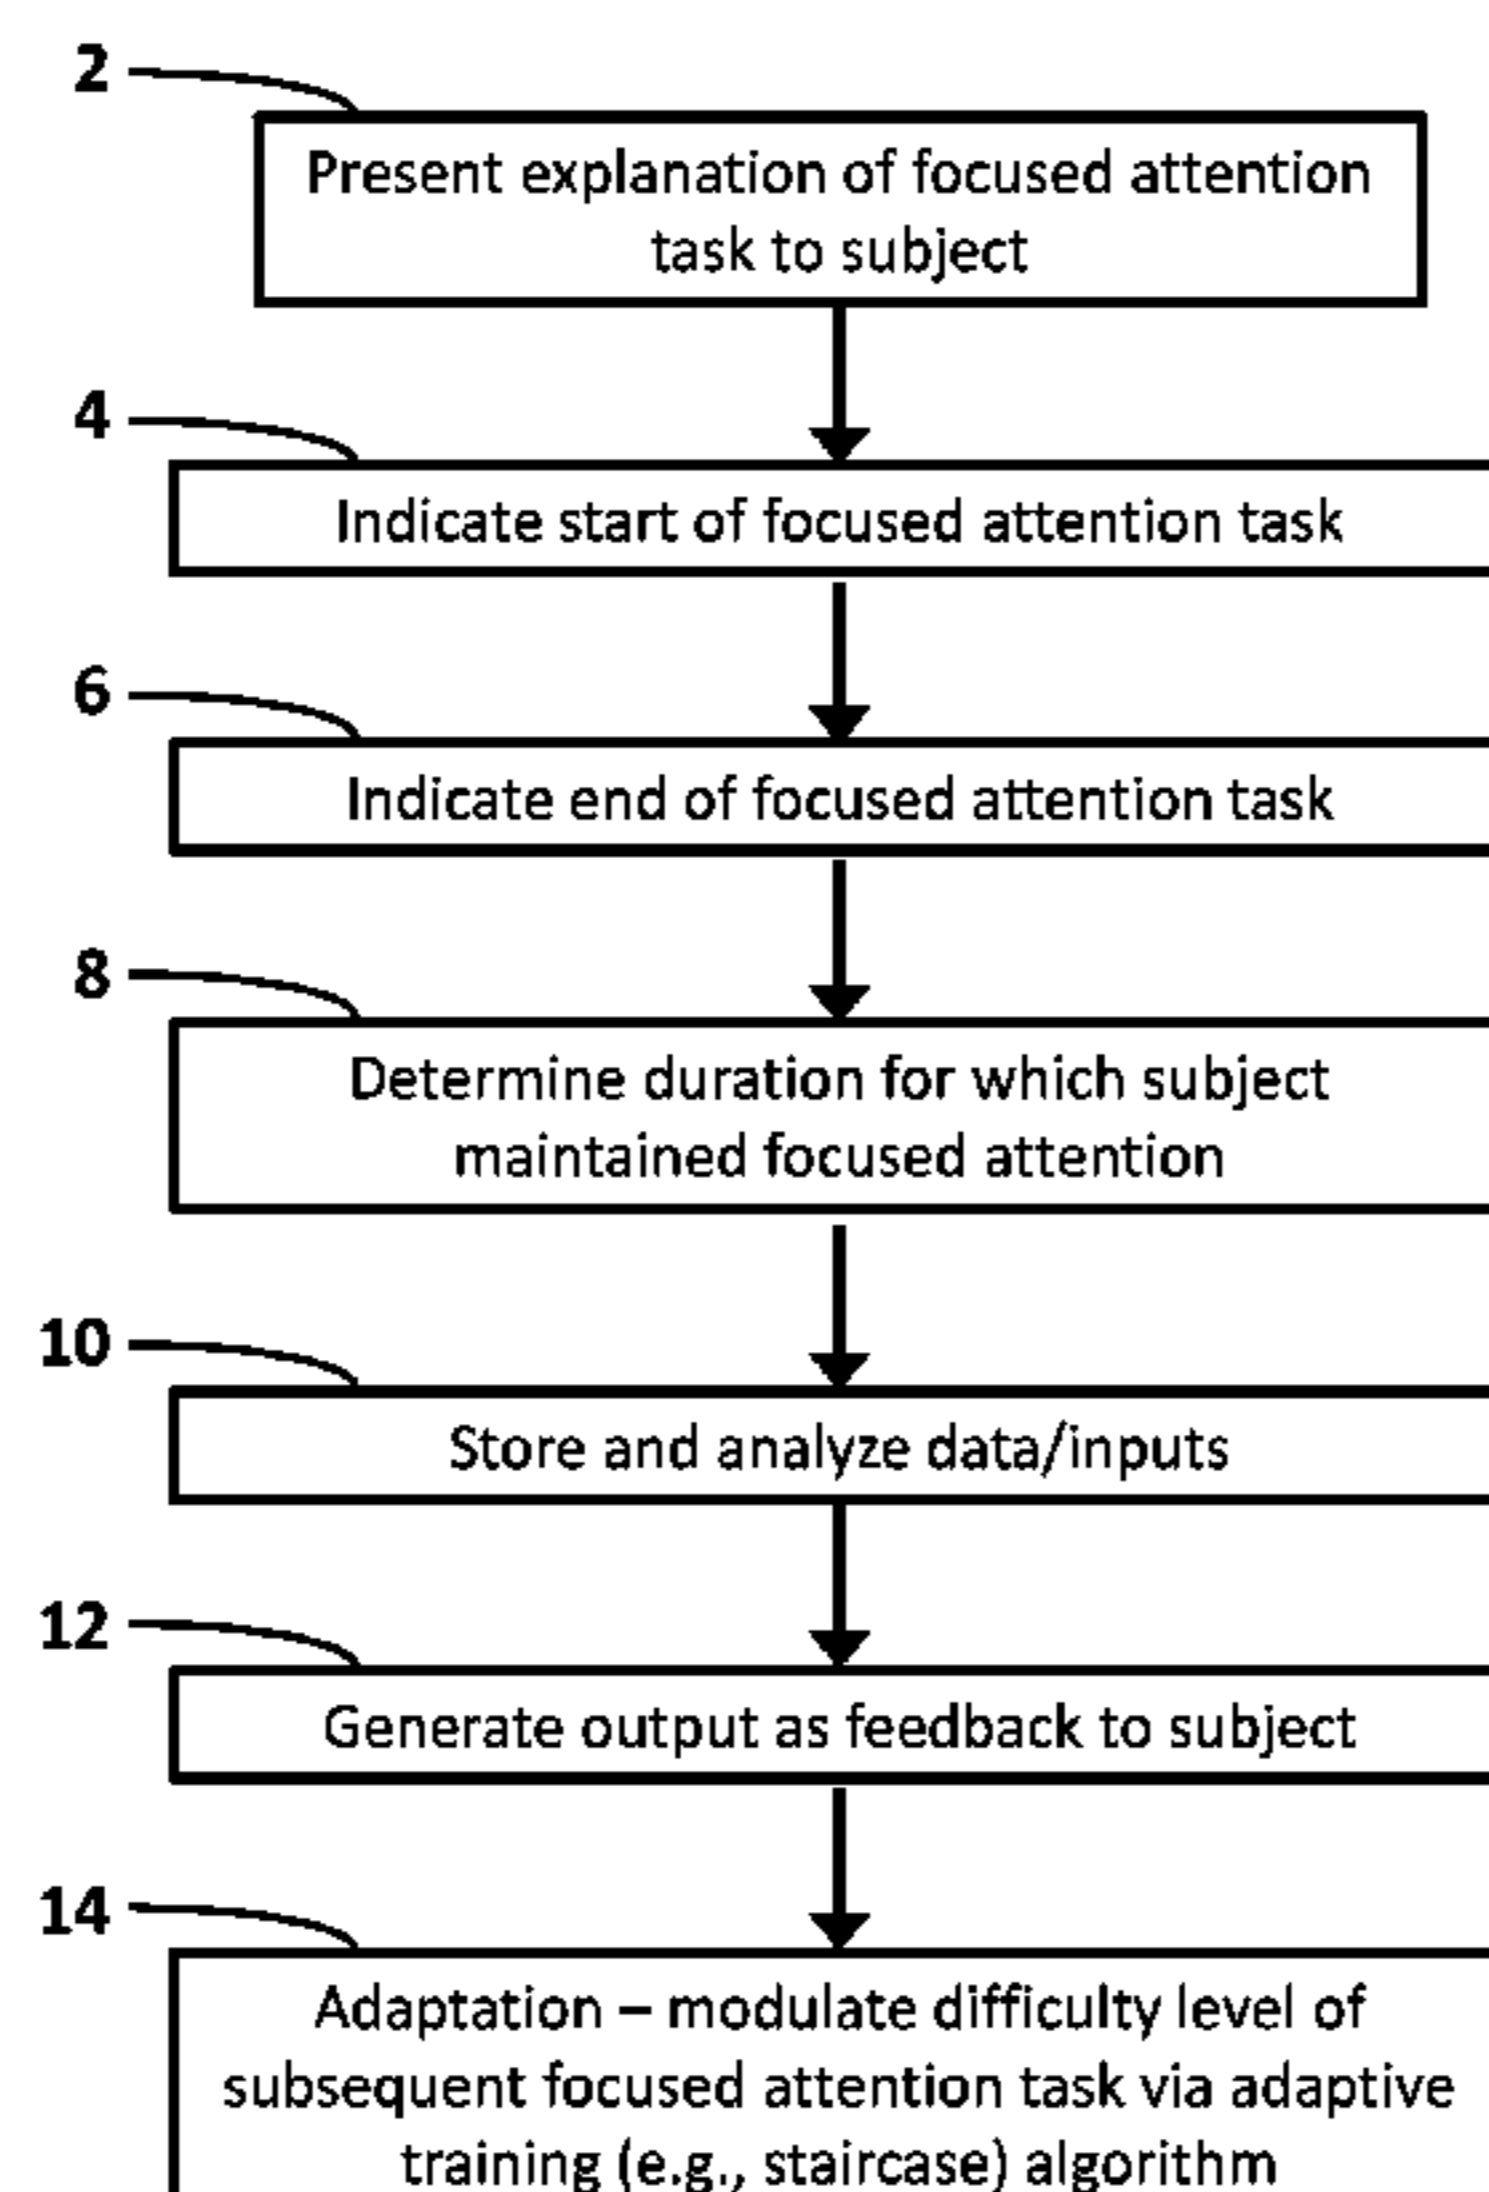 2
Present explanation of focused attention
task to subject
4
Indicate start of focused attention task
6
Indicate end of focused attention task
8
Determine duration for which subject
maintained focused attention
10
Store and analyze data/inputs
12
Generate output as feedback to subject
14
Adaptation – modulate difficulty level of
subsequent focused attention task via adaptive
training (e.g., staircase) algorithm